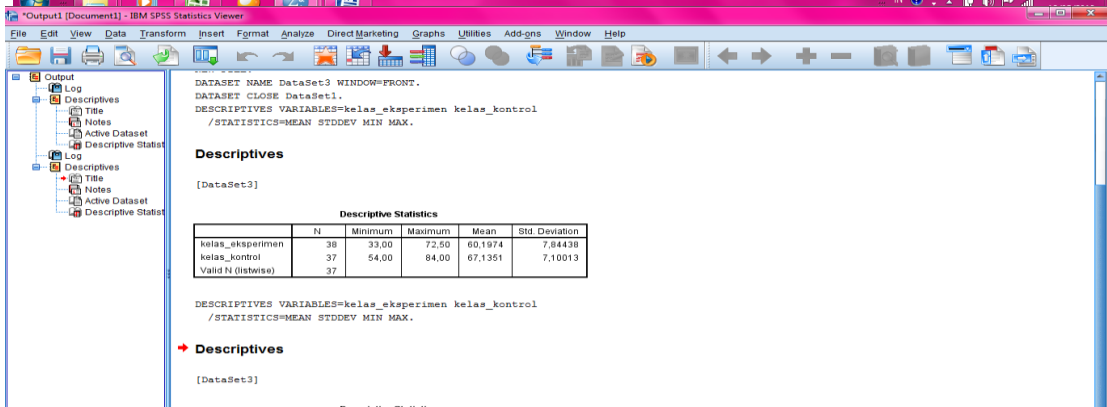 *Output1 [Document1] - IBM SPSS Statistics Viewer
File Edit View Data Transform Insert Format Analyze Direct Marketing Graphs Utilities Add-ons Window Help
Output
Log
Descriptives
Title
Notes
Active Dataset
Descriptive Statist
Log
Descriptives
Title
Notes
Active Dataset
Descriptive Statist
DATASET NAME DataSet3 WINDOW=FRONT.
DATASET CLOSE DataSet1.
DESCRIPTIVES VARIABLES=kelas_eksperimen kelas_kontrol
/STATISTICS=MEAN STDDEV MIN MAX.
Descriptives
[DataSet3]
Descriptive Statistics
N Minimum Maximum Mean Std. Deviation
kelas_eksperimen 38 33,00 72,50 60,1974 7,84438
kelas_kontrol 37 54,00 84,00 67,1351 7,10013
Valid N (listwise) 37
DESCRIPTIVES VARIABLES=kelas_eksperimen kelas_kontrol
/STATISTICS=MEAN STDDEV MIN MAX.
Descriptives
[DataSet3]